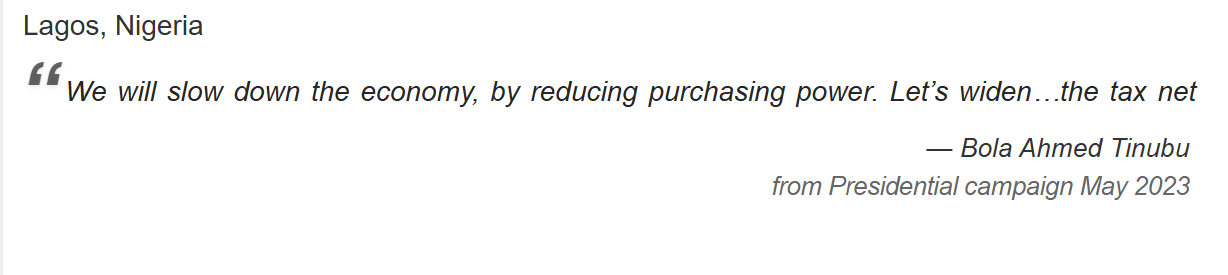 Lagos, Nigeria
“We will slow down the economy, by reducing purchasing power. Let’s widen…the tax net
— Bola Ahmed Tinubu
from Presidential campaign May 2023